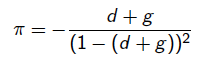 π = − d + g / (1 − (d + g))²